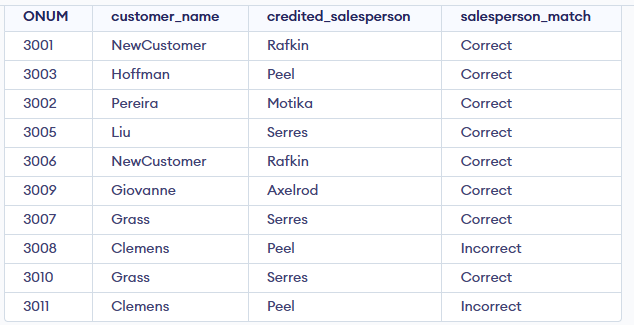 ONUM customer_name credited_salesperson salesperson_match
3001 NewCustomer Rafkin Correct
3003 Hoffman Peel Correct
3002 Pereira Motika Correct
3005 Liu Serres Correct
3006 NewCustomer Rafkin Correct
3009 Giovanne Axelrod Correct
3007 Grass Serres Correct
3008 Clemens Peel Incorrect
3010 Grass Serres Correct
3011 Clemens Peel Incorrect